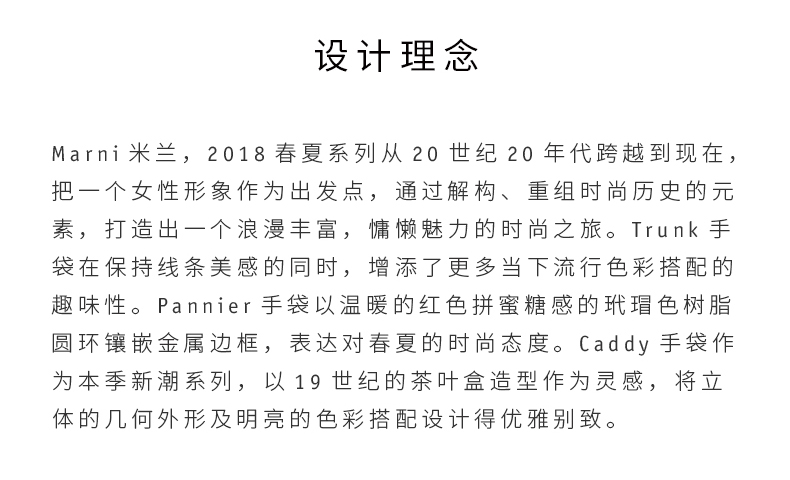 设计理念
Marni 米兰，2018 春夏系列从 20 世纪 20 年代跨越到现在，
把一个女性形象作为出发点，通过解构、重组时尚历史的元
素，打造出一个浪漫丰富，慵懒魅力的时尚之旅。Trunk 手
袋在保持线条美感的同时，增添了更多当下流行色彩搭配的
趣味性。Pannier 手袋以温暖的红色拼蜜糖感的玳瑁色树脂
圆环镶嵌金属边框，表达对春夏的时尚态度。Caddy 手袋作
为本季新潮系列，以 19 世纪的茶叶盒造型作为灵感，将立
体的几何外形及明亮的色彩搭配设计得优雅别致。